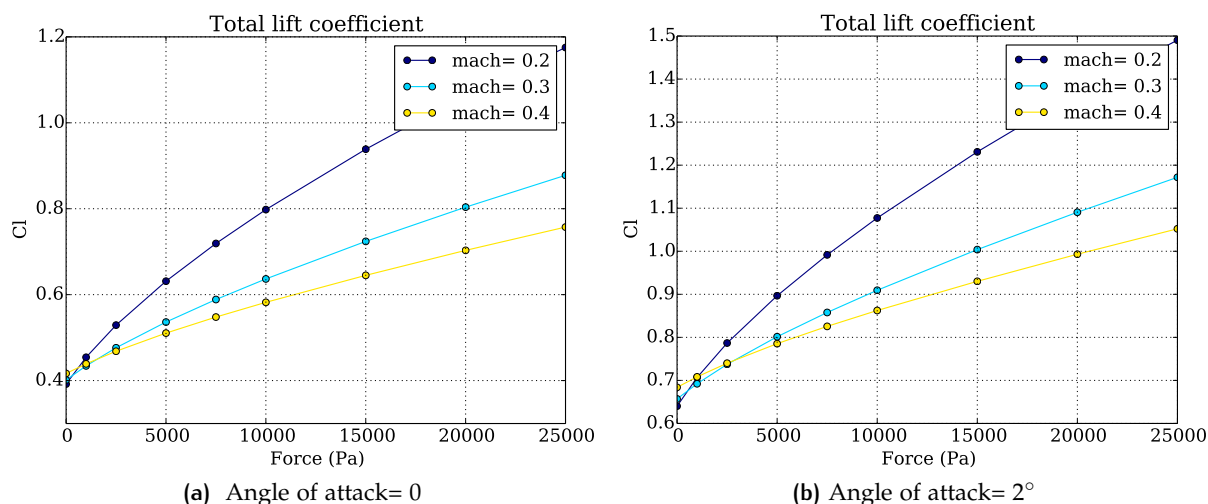 Total lift coefficient
1.2
1.0
0.8
0.6
0.4
Cl
mach= 0.2
mach= 0.3
mach= 0.4
0 5000 10000 15000 20000 25000
Force (Pa)
(a) Angle of attack= 0
Total lift coefficient
1.5
1.4
1.3
1.2
1.1
1.0
0.9
0.8
0.7
0.6
Cl
mach= 0.2
mach= 0.3
mach= 0.4
0 5000 10000 15000 20000 25000
Force (Pa)
(b) Angle of attack= 2°